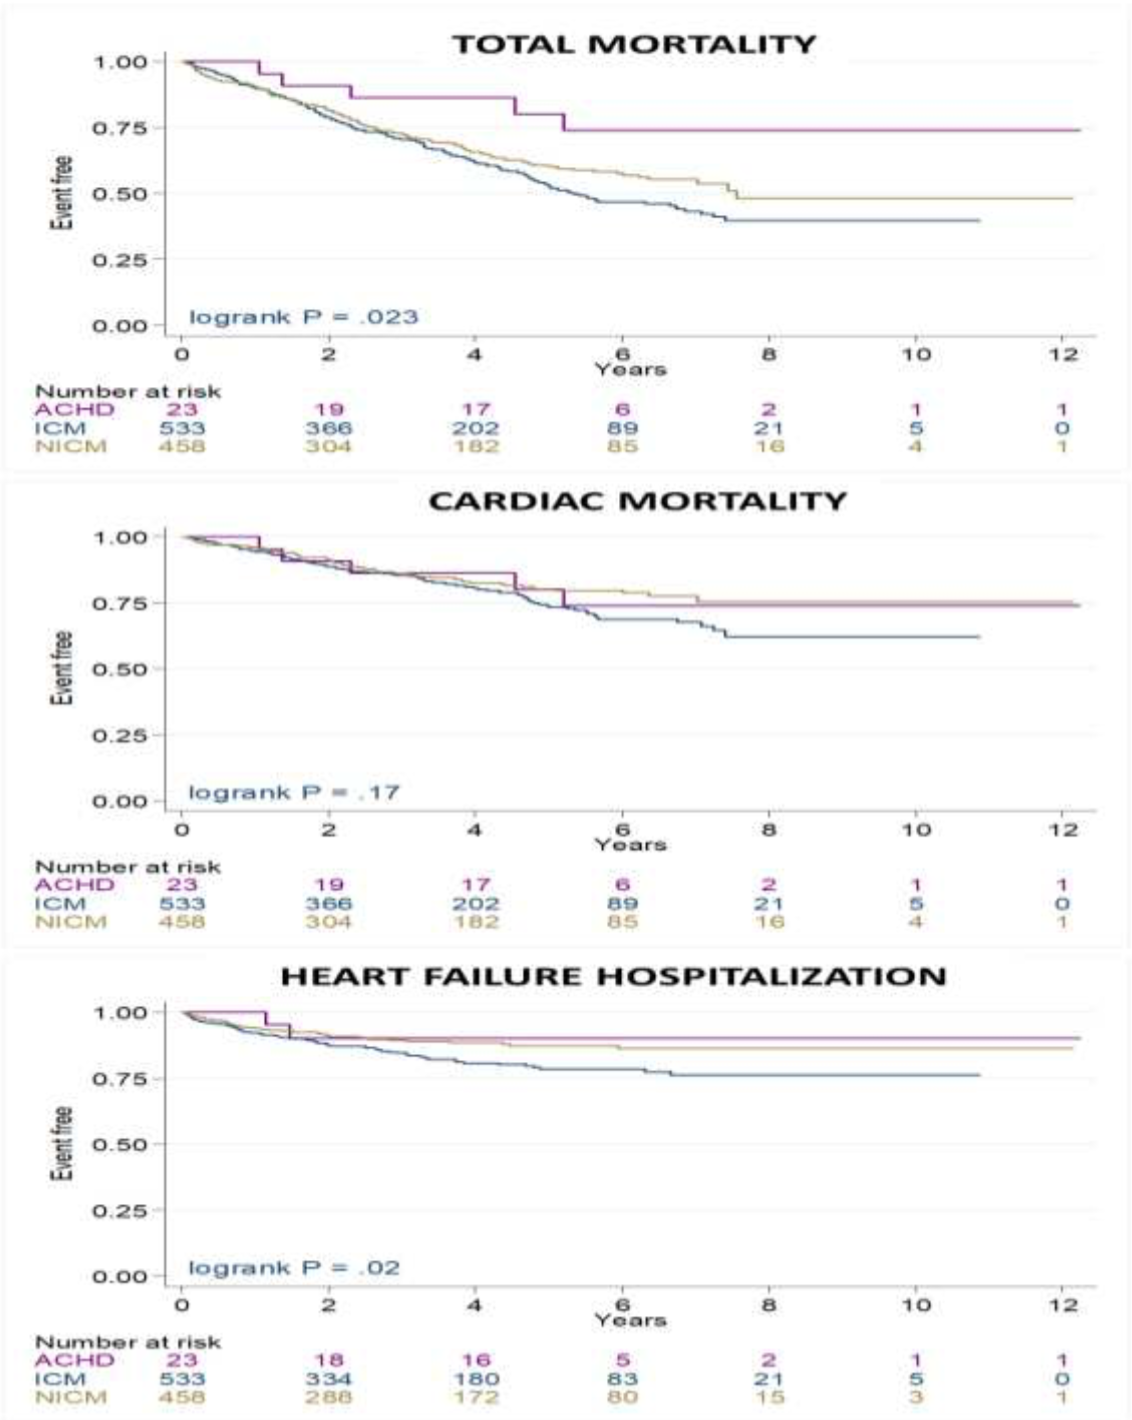 TOTAL MORTALITY
1.00
0.75
0.50
0.25
0.00
Event free
logrank P = .023
0 2 4 6 8 10 12
Years
Number at risk
ACHD 23 19 17 6 2 1 1
ICM 533 366 202 89 21 5 0
NICM 458 304 182 85 16 4 1
CARDIAC MORTALITY
1.00
0.75
0.50
0.25
0.00
Event free
logrank P = .17
0 2 4 6 8 10 12
Years
Number at risk
ACHD 23 19 17 6 2 1 1
ICM 533 366 202 89 21 5 0
NICM 458 304 182 85 16 4 1
HEART FAILURE HOSPITALIZATION
1.00
0.75
0.50
0.25
0.00
Event free
logrank P = .02
0 2 4 6 8 10 12
Years
Number at risk
ACHD 23 18 16 5 2 1 1
ICM 533 334 180 83 21 5 0
NICM 458 288 172 80 15 3 1